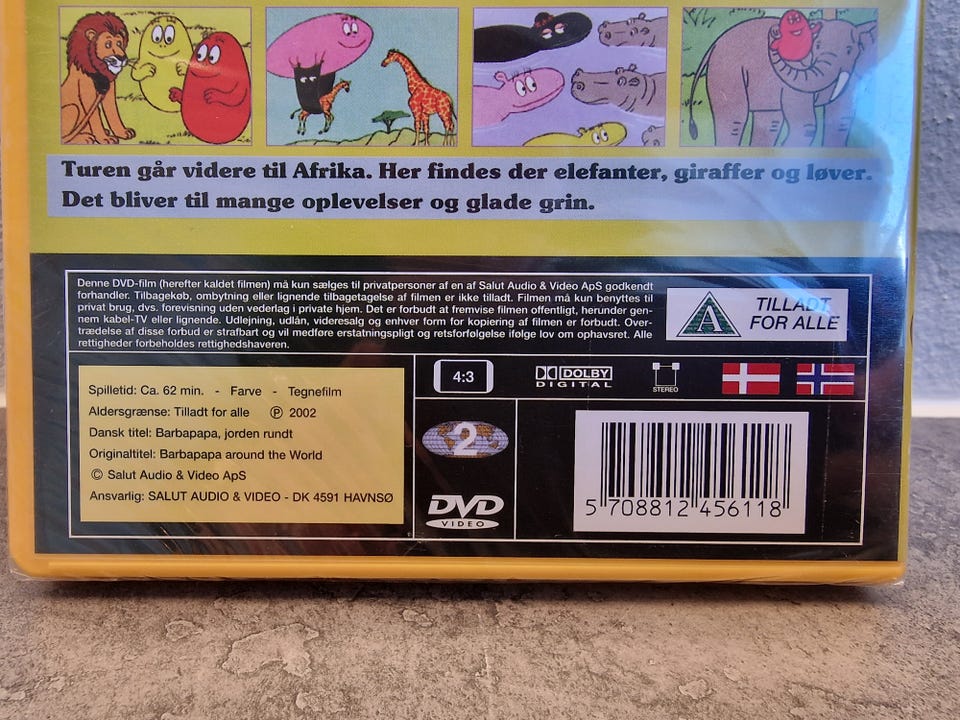 Turen går videre til Afrika. Her findes der elefanter, giraffer og løver.
Det bliver til mange oplevelser og glade grin.
Denne DVD-film (herefter kaldet filmen) må kun sælges til privatpersoner af en af Salut Audio & Video ApS godkendt
forhandler. Tilbagekøb, ombytning eller lignende tilbagetagelse af filmen er ikke tilladt. Filmen må kun benyttes til
privat brug, dvs. forevisning uden vederlag i private hjem. Det er forbudt at fremvise filmen offentligt, herunder gen-
nem kabel-TV eller lignende. Udlejning, udlån, videresalg og enhver form for kopiering af filmen er forbudt. Over-
trædelse af disse forbud er strafbart og vil medføre erstatningspligt og retsforfølgelse ifølge lov om ophavsret. Alle
rettigheder forbeholdes rettighedshaveren.
A
TILLADT
FOR ALLE
Spilletid: Ca. 62 min. - Farve - Tegnefilm
Aldersgrænse: Tilladt for alle Ⓟ 2002
Dansk titel: Barbapapa, jorden rundt
Originaltitel: Barbapapa around the World
© Salut Audio & Video ApS
Ansvarlig: SALUT AUDIO & VIDEO - DK 4591 HAVNSØ
4:3
DOLBY
DIGITAL
STEREO
2
DVD
VIDEO
5 708812 456118